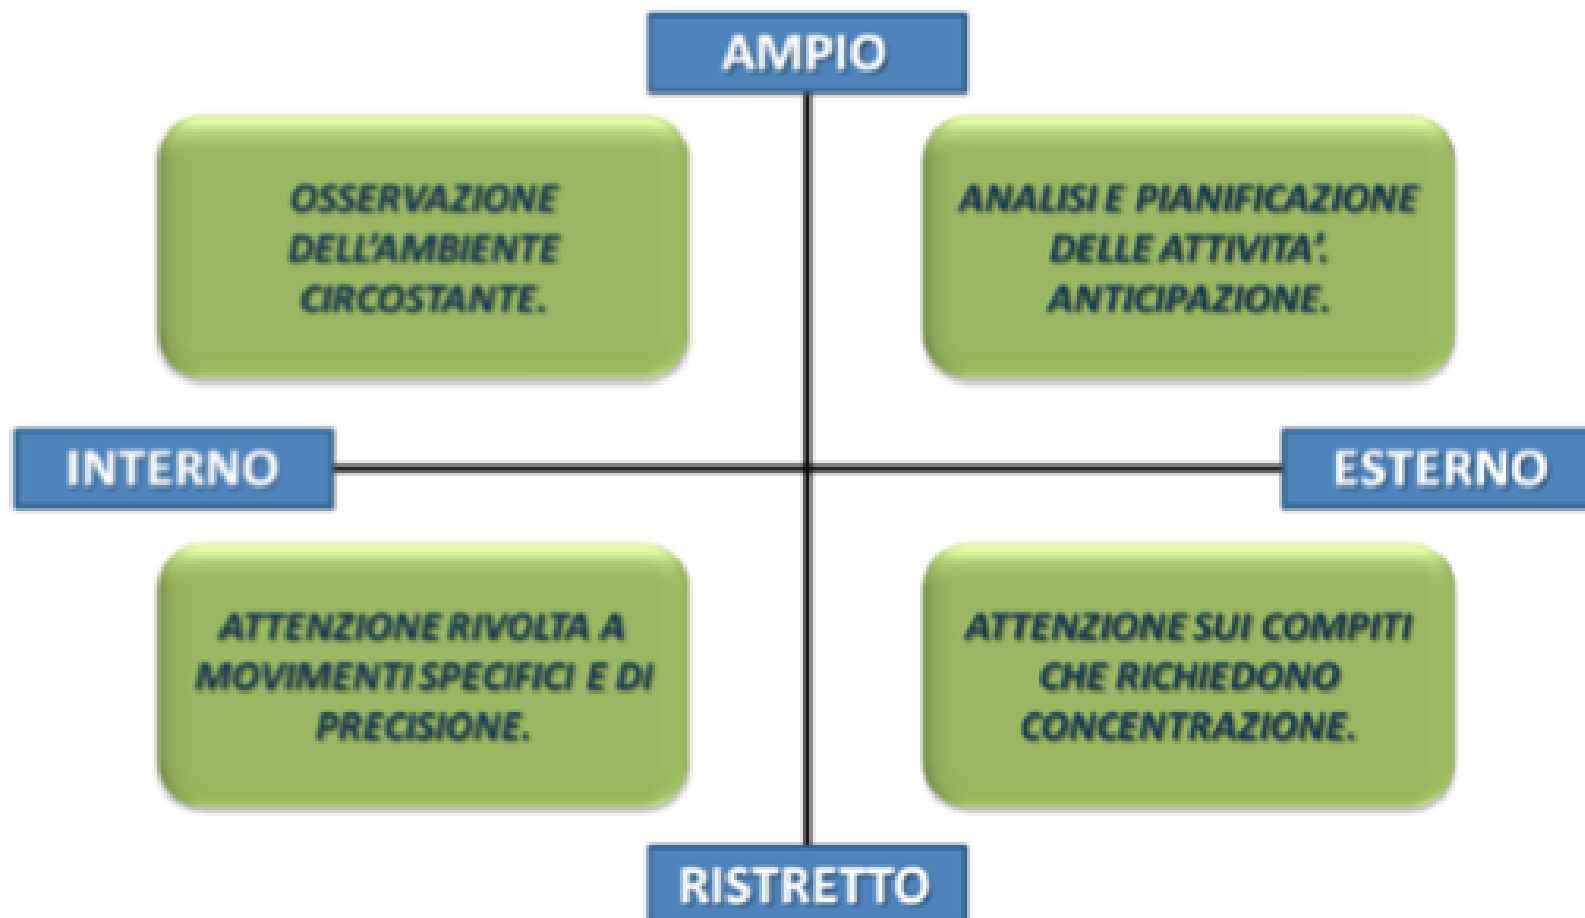 AMPIO
OSSERVAZIONE
DELL'AMBIENTE
CIRCOSTANTE.
ANALISI E PIANIFICAZIONE
DELLE ATTIVITA'.
ANTICIPAZIONE.
INTERNO
ESTERNO
ATTENZIONE RIVOLTA A
MOVIMENTI SPECIFICI E DI
PRECISIONE.
ATTENZIONE SUI COMPITI
CHE RICHIEDONO
CONCENTRAZIONE.
RISTRETTO